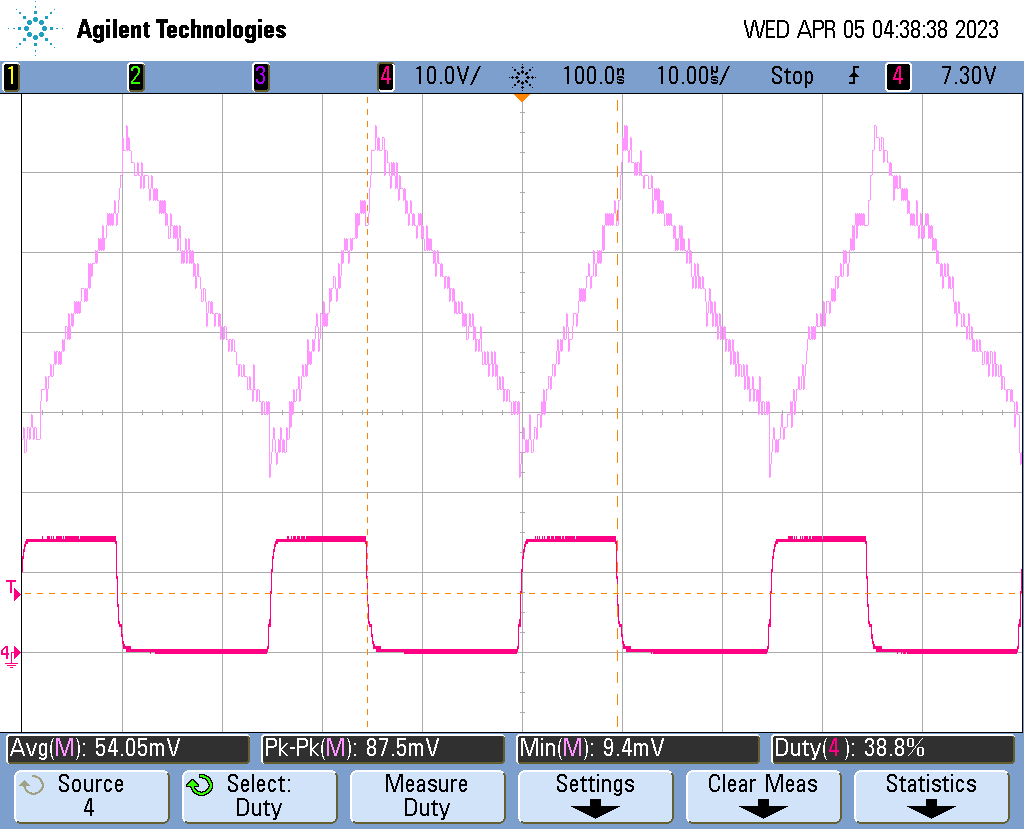 Agilent Technologies
WED APR 05 04:38:38 2023
1 2 3 4 10.0V/ 100.0ns 10.00us/ Stop 4 7.30V
T
4
Avg(M): 54.05mV Pk-Pk(M): 87.5mV Min(M): 9.4mV Duty(4): 38.8%
Source Select: Measure Settings Clear Meas Statistics
4 Duty Duty